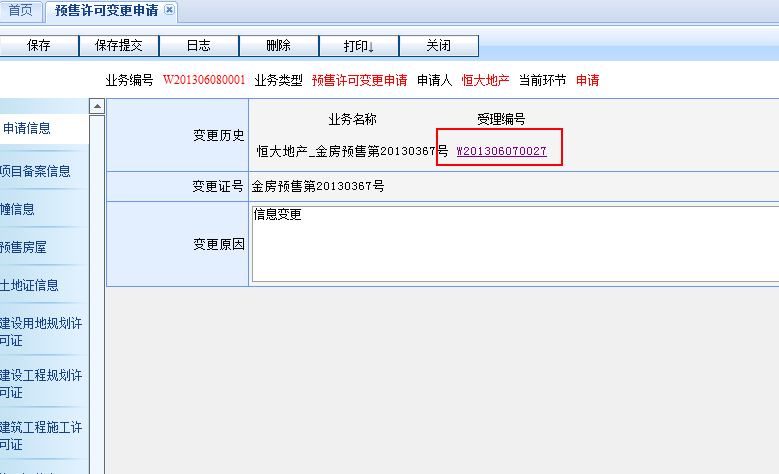 首页 预售许可变更申请
保存 保存提交 日志 删除 打印↓ 关闭
业务编号 W201306080001 业务类型 预售许可变更申请 申请人 恒大地产 当前环节 申请
申请信息
项目备案信息
幢信息
预售房屋
土地证信息
建设用地规划许
可证
建设工程规划许
可证
建筑工程施工许
可证
变更历史
业务名称 受理编号
恒大地产_金房预售第20130367号 W201306070027
变更证号 金房预售第20130367号
变更原因 信息变更